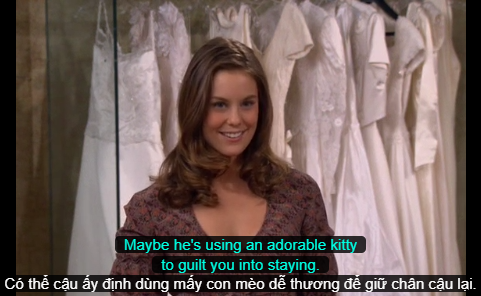 Maybe he's using an adorable kitty
to guilt you into staying.
Có thể cậu ấy định dùng mấy con mèo dễ thương để giữ chân cậu lại.